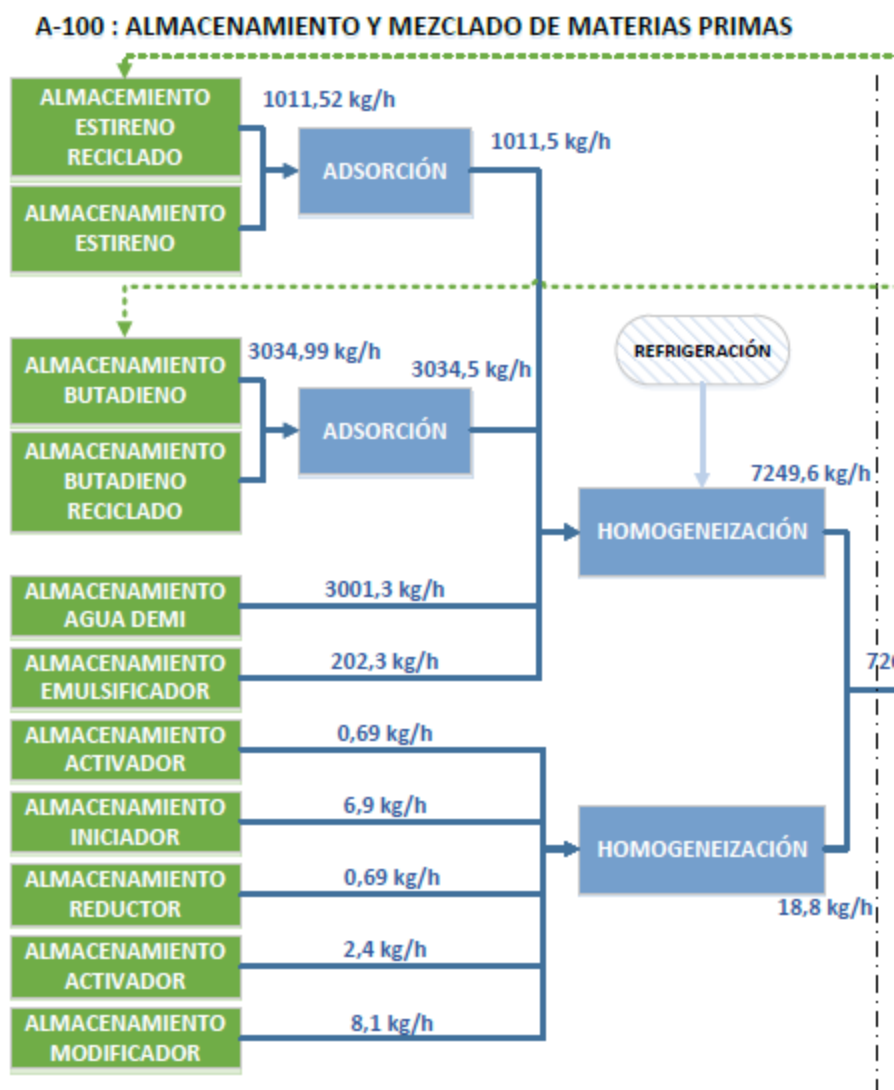 A-100 : ALMACENAMIENTO Y MEZCLADO DE MATERIAS PRIMAS
ALMACEMIENTO
ESTIRENO
RECICLADO
1011,52 kg/h
ADSORCIÓN
1011,5 kg/h
ALMACENAMIENTO
ESTIRENO
ALMACENAMIENTO
BUTADIENO
3034,99 kg/h
ADSORCIÓN
3034,5 kg/h
REFRIGERACIÓN
ALMACENAMIENTO
BUTADIENO
RECICLADO
7249,6 kg/h
HOMOGENEIZACIÓN
ALMACENAMIENTO
AGUA DEMI
3001,3 kg/h
ALMACENAMIENTO
EMULSIFICADOR
202,3 kg/h
ALMACENAMIENTO
ACTIVADOR
0,69 kg/h
ALMACENAMIENTO
INICIADOR
6,9 kg/h
HOMOGENEIZACIÓN
18,8 kg/h
ALMACENAMIENTO
REDUCTOR
0,69 kg/h
ALMACENAMIENTO
ACTIVADOR
2,4 kg/h
ALMACENAMIENTO
MODIFICADOR
8,1 kg/h